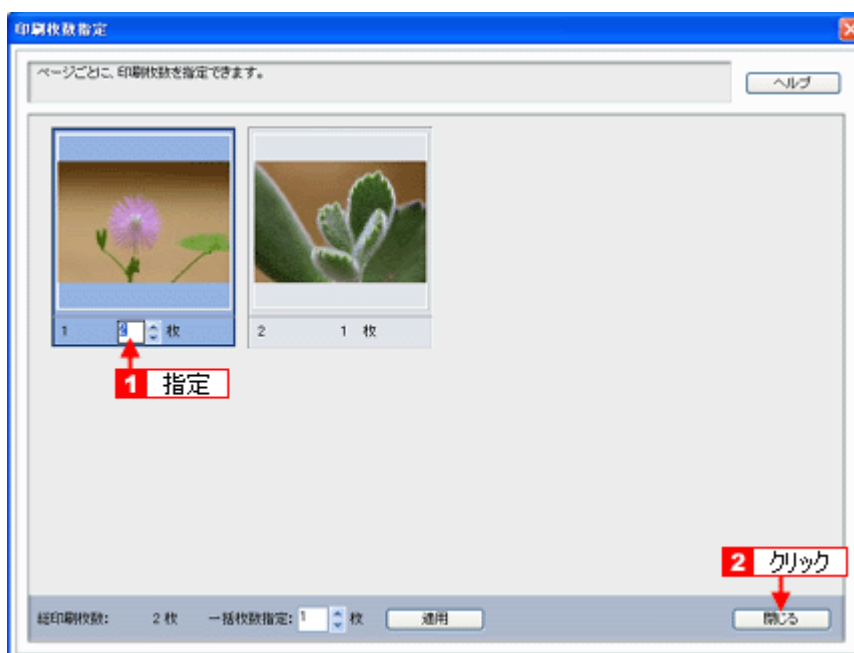 印刷枚数指定
ページごとに、印刷枚数を指定できます。
ヘルプ
1 2 枚
2 1 枚
1 指定
2 クリック
総印刷枚数: 2 枚 一括枚数指定: 1 枚 適用 閉じる